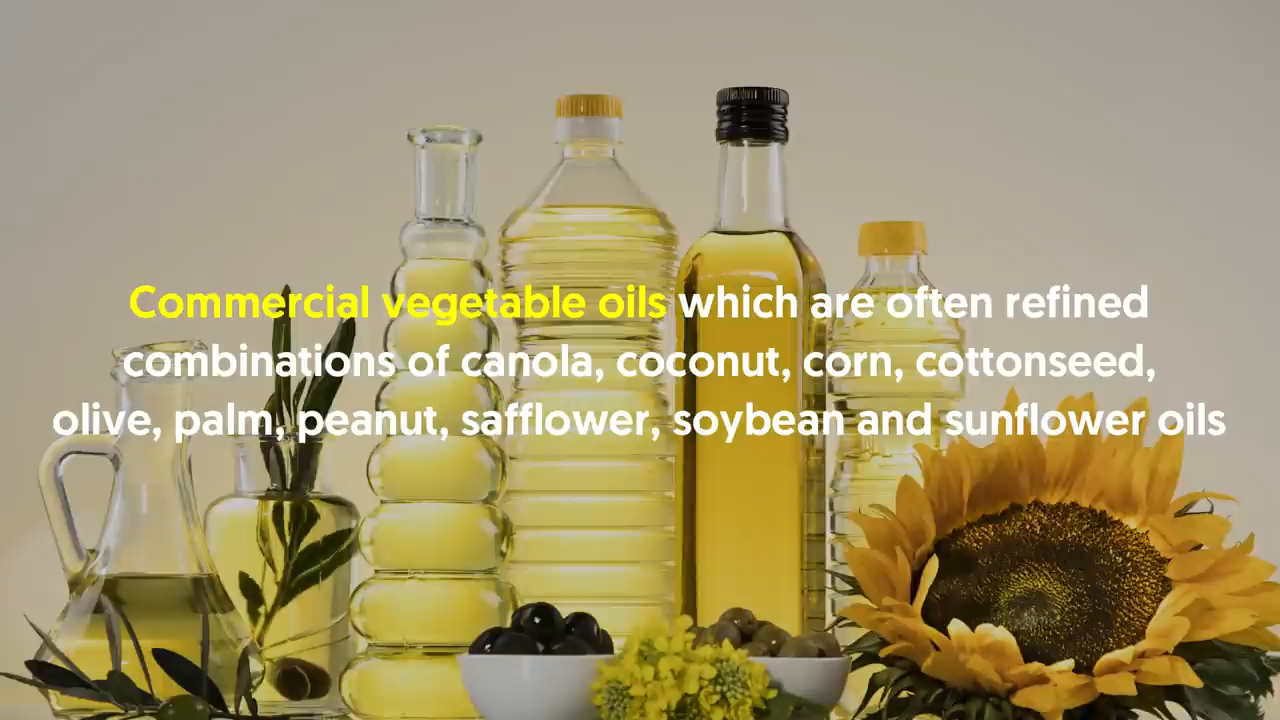 Commercial vegetable oils which are often refined
combinations of canola, coconut, corn, cottonseed,
olive, palm, peanut, safflower, soybean and sunflower oils